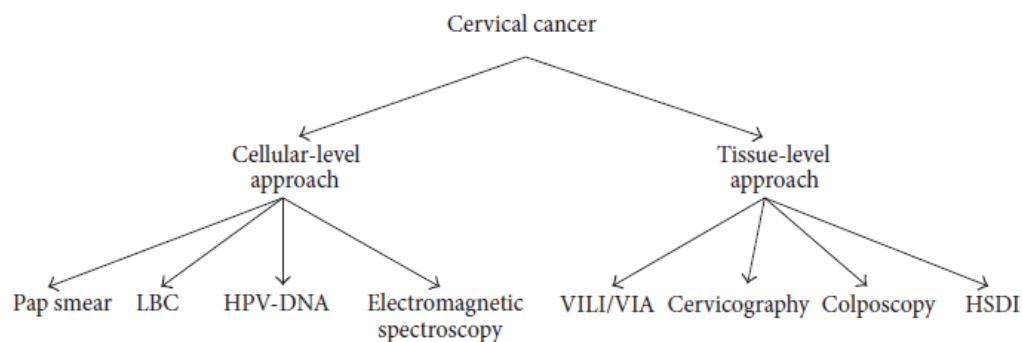 Cervical cancer
Cellular-level
approach
Tissue-level
approach
Pap smear
LBC
HPV-DNA
Electromagnetic
spectroscopy
VILI/VIA
Cervicography
Colposcopy
HSDI